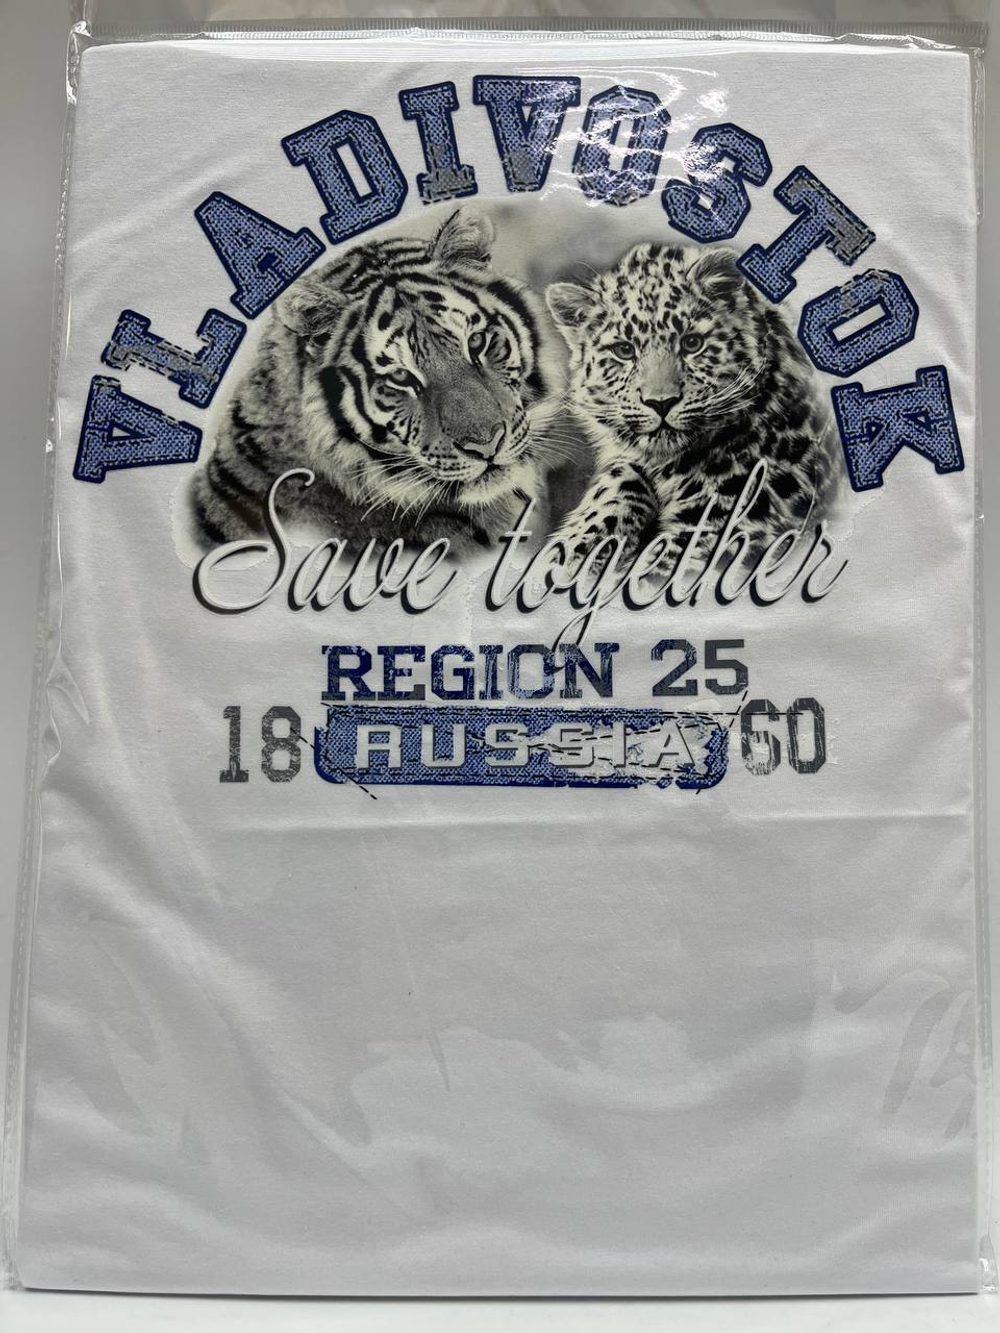 VLADIVOSTOK
Save together
REGION 25
18 RUSSIA 60